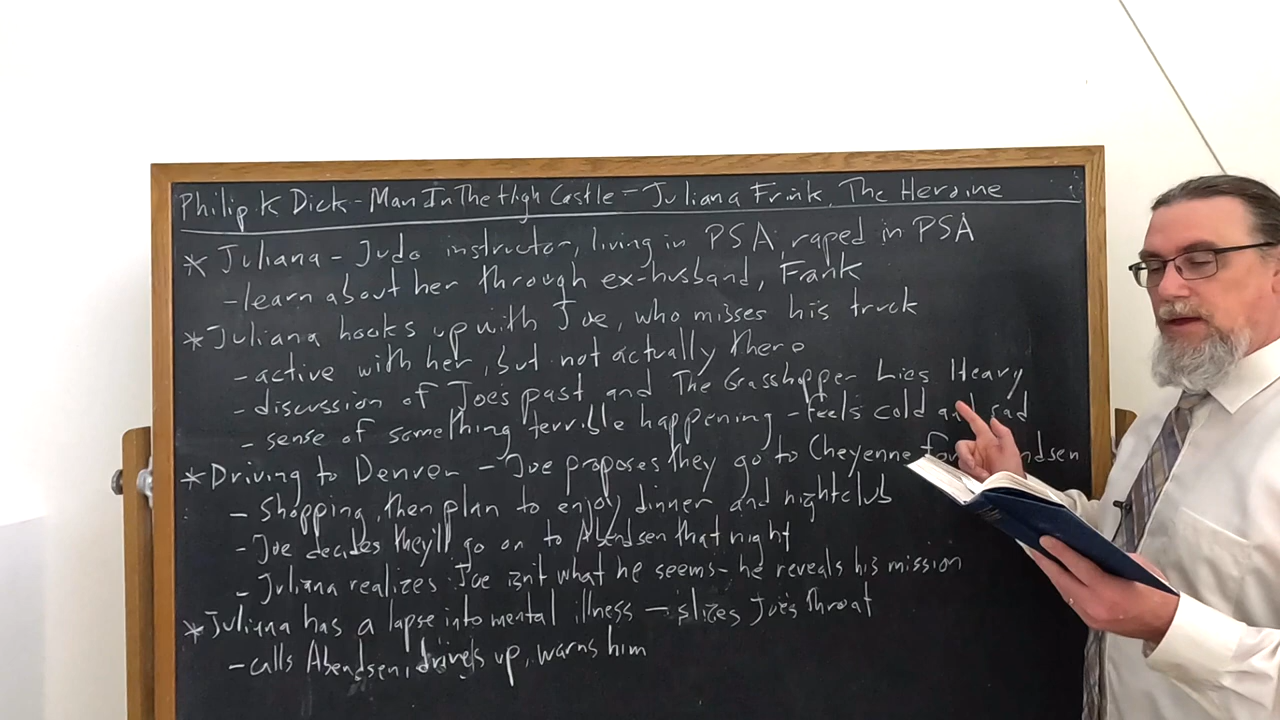 Philip K Dick - Man In The High Castle - Juliana Frink, The Heroine
* Juliana - Judo instructor, living in PSA, raped in PSA
- learn about her through ex-husband, Frank
* Juliana hooks up with Joe, who misses his truck
- active with her, but not actually there
- discussion of Joe's past and The Grasshopper Lies Heavy
- sense of something terrible happening - feels cold and sad
* Driving to Denver - Joe proposes they go to Cheyenne for ndsen
- Shopping, then plan to enjoy dinner and nightclub
- Joe decides they'll go on to Abendsen that night
- Juliana realizes Joe isn't what he seems - he reveals his mission
* Juliana has a lapse into mental illness - slices Joe's throat
- calls Abendsen, drives up, warns him